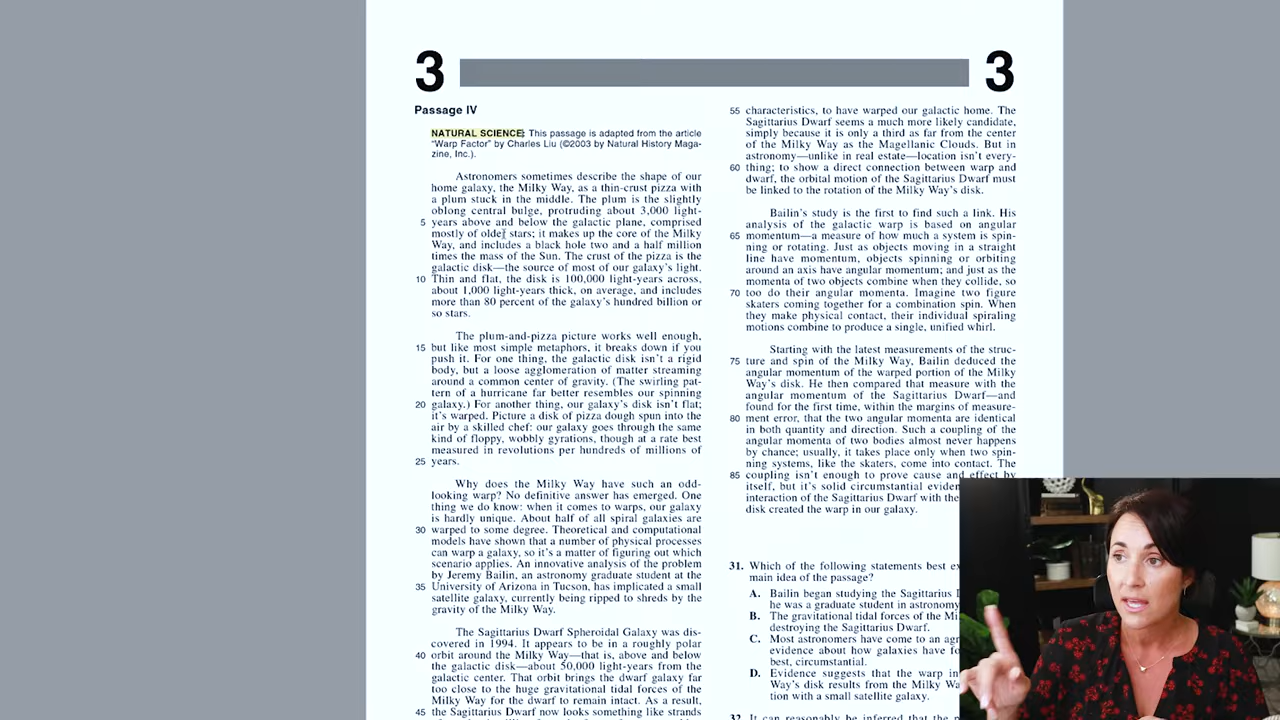 3
3
Passage IV
NATURAL SCIENCE: This passage is adapted from the article
"Warp Factor" by Charles Liu (©2003 by Natural History Maga-
zine, Inc.).
Astronomers sometimes describe the shape of our
home galaxy, the Milky Way, as a thin-crust pizza with
a plum stuck in the middle. The plum is the slightly
oblong central bulge, protruding about 3,000 light-
5 years above and below the galactic plane, comprised
mostly of older stars; it makes up the core of the Milky
Way, and includes a black hole two and a half million
times the mass of the Sun. The crust of the pizza is the
galactic disk—the source of most of our galaxy's light.
10 Thin and flat, the disk is 100,000 light-years across,
about 1,000 light-years thick, on average, and includes
more than 80 percent of the galaxy's hundred billion or
so stars.
The plum-and-pizza picture works well enough,
15 but like most simple metaphors, it breaks down if you
push it. For one thing, the galactic disk isn't a rigid
body, but a loose agglomeration of matter streaming
around a common center of gravity. (The swirling pat-
tern of a hurricane far better resembles our spinning
20 galaxy.) For another thing, our galaxy's disk isn't flat;
it's warped. Picture a disk of pizza dough spun into the
air by a skilled chef: our galaxy goes through the same
kind of floppy, wobbly gyrations, though at a rate best
measured in revolutions per hundreds of millions of
25 years.
Why does the Milky Way have such an odd-
looking warp? No definitive answer has emerged. One
thing we do know: when it comes to warps, our galaxy
is hardly unique. About half of all spiral galaxies are
30 warped to some degree. Theoretical and computational
models have shown that a number of physical processes
can warp a galaxy, so it's a matter of figuring out which
scenario applies. An innovative analysis of the problem
by Jeremy Bailin, an astronomy graduate student at the
35 University of Arizona in Tucson, has implicated a small
satellite galaxy, currently being ripped to shreds by the
gravity of the Milky Way.
The Sagittarius Dwarf Spheroidal Galaxy was dis-
covered in 1994. It appears to be in a roughly polar
40 orbit around the Milky Way—that is, above and below
the galactic disk—about 50,000 light-years from the
galactic center. That orbit brings the dwarf galaxy far
too close to the huge gravitational tidal forces of the
Milky Way for the dwarf to remain intact. As a result,
45 the Sagittarius Dwarf now looks something like strands
55 characteristics, to have warped our galactic home. The
Sagittarius Dwarf seems a much more likely candidate,
simply because it is only a third as far from the center
of the Milky Way as the Magellanic Clouds. But in
astronomy—unlike in real estate—location isn't every-
60 thing; to show a direct connection between warp and
dwarf, the orbital motion of the Sagittarius Dwarf must
be linked to the rotation of the Milky Way's disk.
Bailin's study is the first to find such a link. His
analysis of the galactic warp is based on angular
65 momentum—a measure of how much a system is spin-
ning or rotating. Just as objects moving in a straight
line have momentum, objects spinning or orbiting
around an axis have angular momentum; and just as the
momenta of two objects combine when they collide, so
70 too do their angular momenta. Imagine two figure
skaters coming together for a combination spin. When
they make physical contact, their individual spiraling
motions combine to produce a single, unified whirl.
Starting with the latest measurements of the struc-
75 ture and spin of the Milky Way, Bailin deduced the
angular momentum of the warped portion of the Milky
Way's disk. He then compared that measure with the
angular momentum of the Sagittarius Dwarf—and
found for the first time, within the margins of measure-
80 ment error, that the two angular momenta are identical
in both quantity and direction. Such a coupling of the
angular momenta of two bodies almost never happens
by chance; usually, it takes place only when two spin-
ning systems, like the skaters, come into contact. The
85 coupling isn't enough to prove cause and effect by
itself, but it's solid circumstantial eviden
interaction of the Sagittarius Dwarf with the
disk created the warp in our galaxy.
31. Which of the following statements best ex
main idea of the passage?
A. Bailin began studying the Sagittarius
he was a graduate student in astronomy
B. The gravitational tidal forces of the Mi
destroying the Sagittarius Dwarf.
C. Most astronomers have come to an agr
evidence about how galaxies have fo
best, circumstantial.
D. Evidence suggests that the warp in
Way's disk results from the Milky Wa
tion with a small satellite galaxy.
32. It can reasonably be inferred that the p